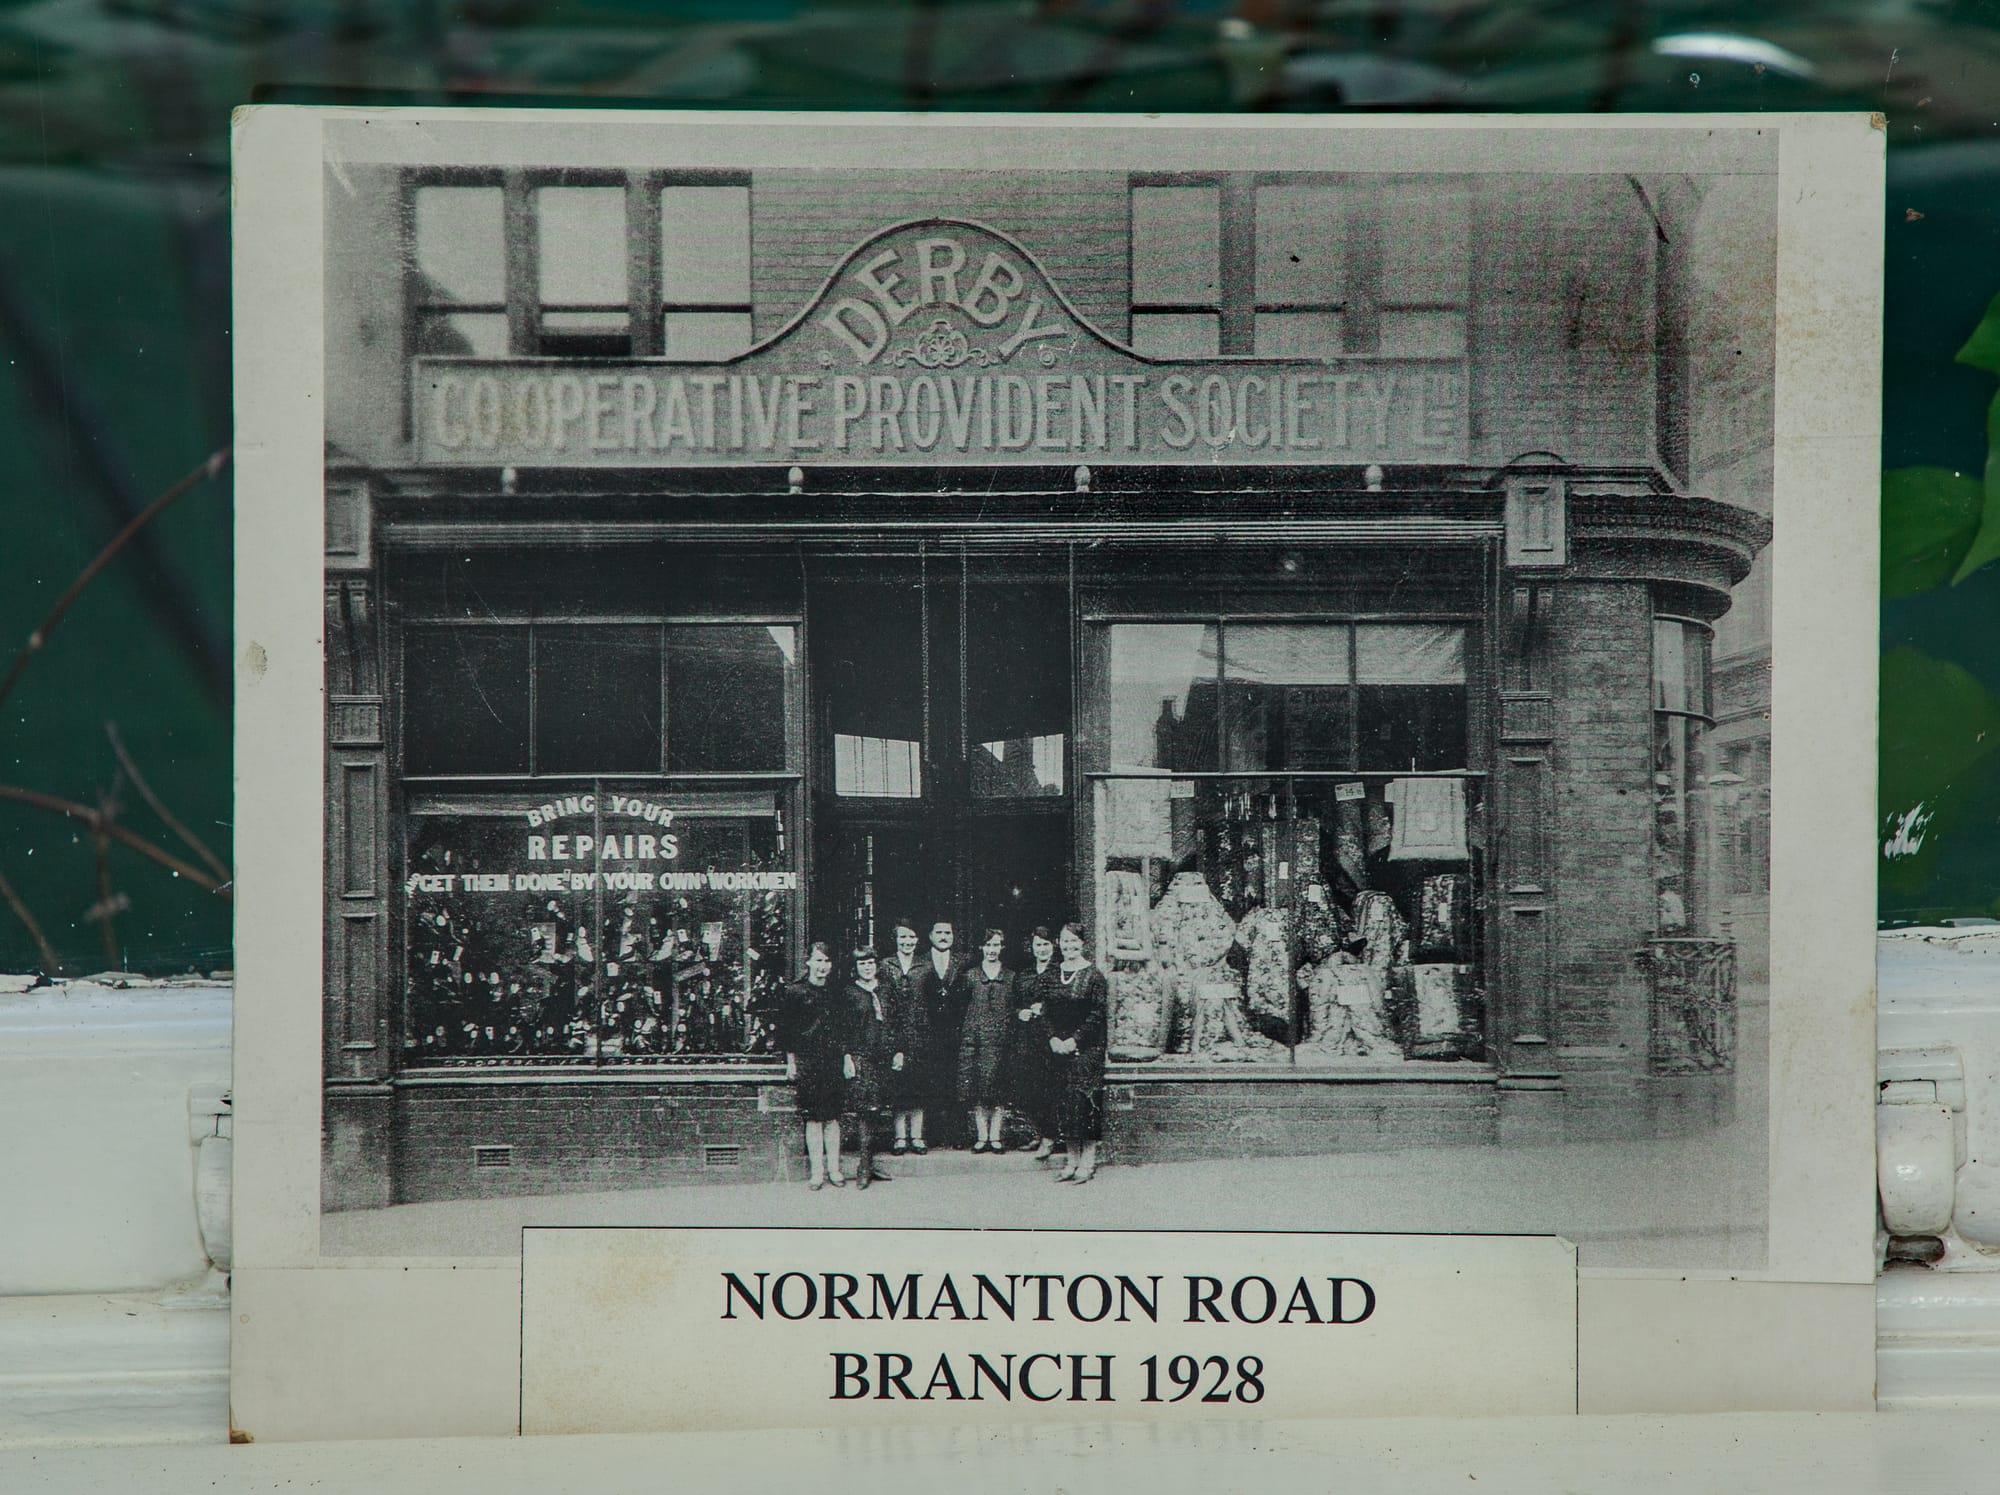 DERBY
CO-OPERATIVE PROVIDENT SOCIETY LTD
BRING YOUR
REPAIRS
GET THEM DONE BY YOUR OWN WORKMEN
NORMANTON ROAD
BRANCH 1928